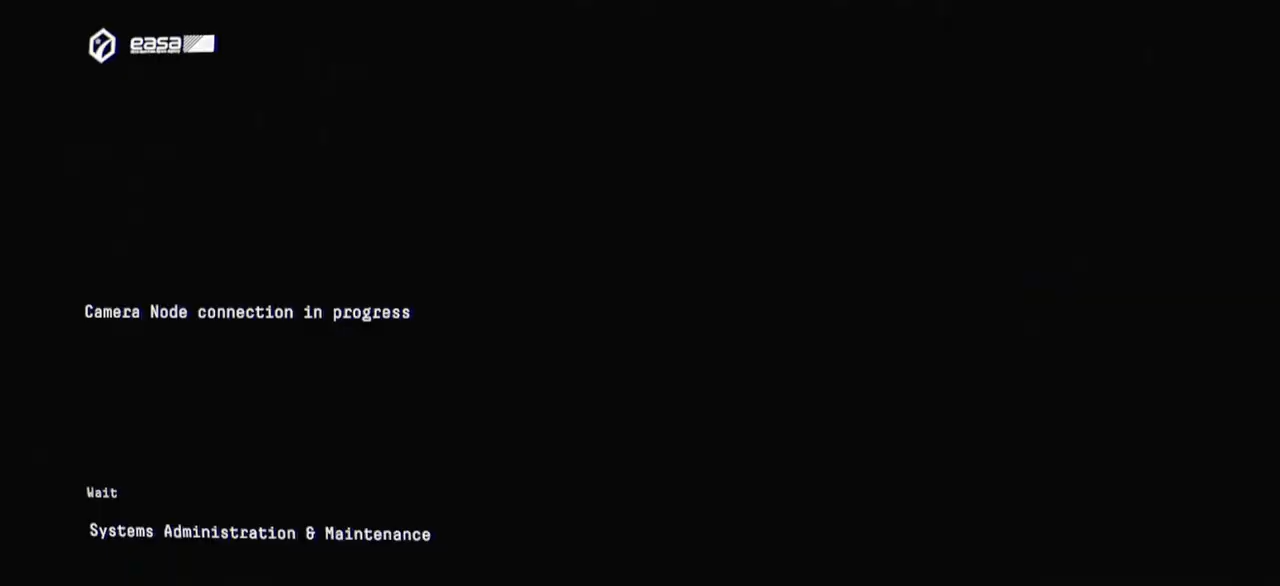 easa
Camera Node connection in progress
Wait
Systems Administration & Maintenance